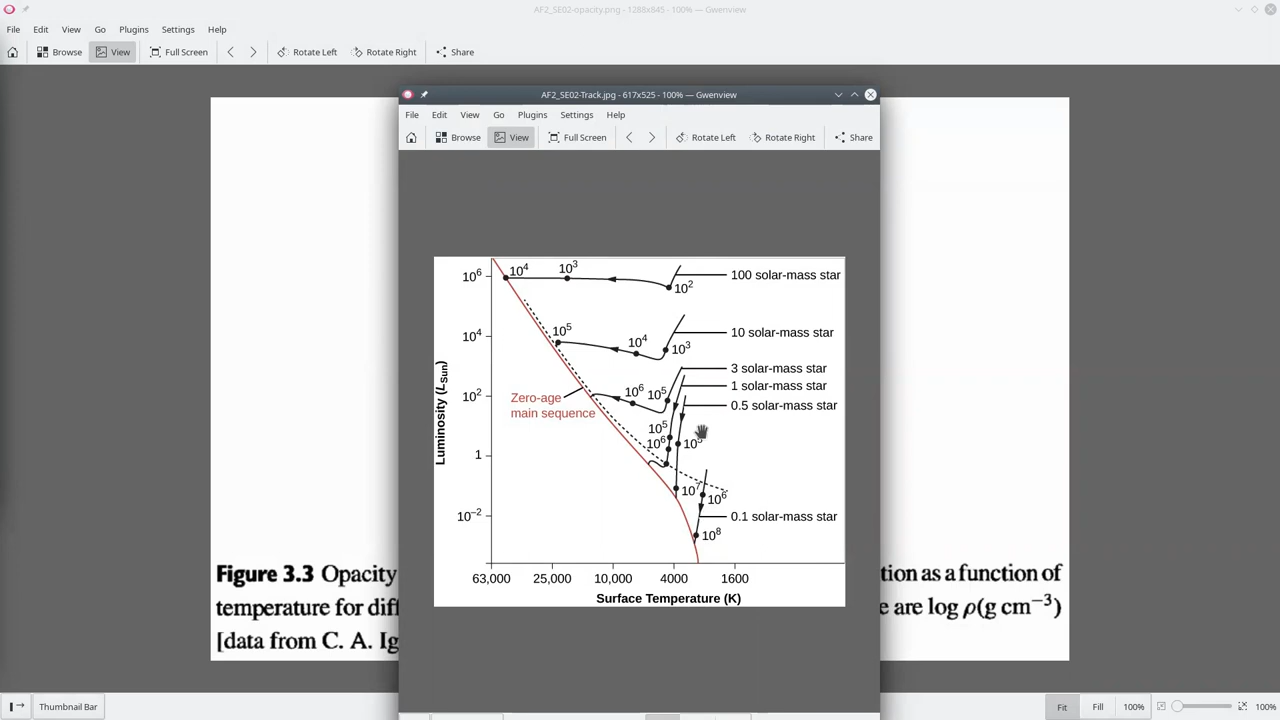 AF2_SE02-opacity.png - 1288x845 - 100% — Gwenview
File Edit View Go Plugins Settings Help
Browse View Full Screen Rotate Left Rotate Right Share
AF2_SE02-Track.jpg - 617x525 - 100% — Gwenview
File Edit View Go Plugins Settings Help
Browse View Full Screen Rotate Left Rotate Right Share
10⁶
10⁴
10²
1
10⁻²
Luminosity (L_Sun)
10⁴ 10³ 10² 100 solar-mass star
10⁵ 10⁴ 10³ 10 solar-mass star
3 solar-mass star
10⁶ 10⁵ 1 solar-mass star
Zero-age
main sequence
0.5 solar-mass star
10⁵
10⁶ 10⁵
10⁷ 10⁶
0.1 solar-mass star
10⁸
63,000 25,000 10,000 4000 1600
Surface Temperature (K)
Figure 3.3 Opacity
tion as a function of
temperature for diff
e are log ρ(g cm⁻³)
[data from C. A. Ig
Thumbnail Bar Fit Fill 100% 100%